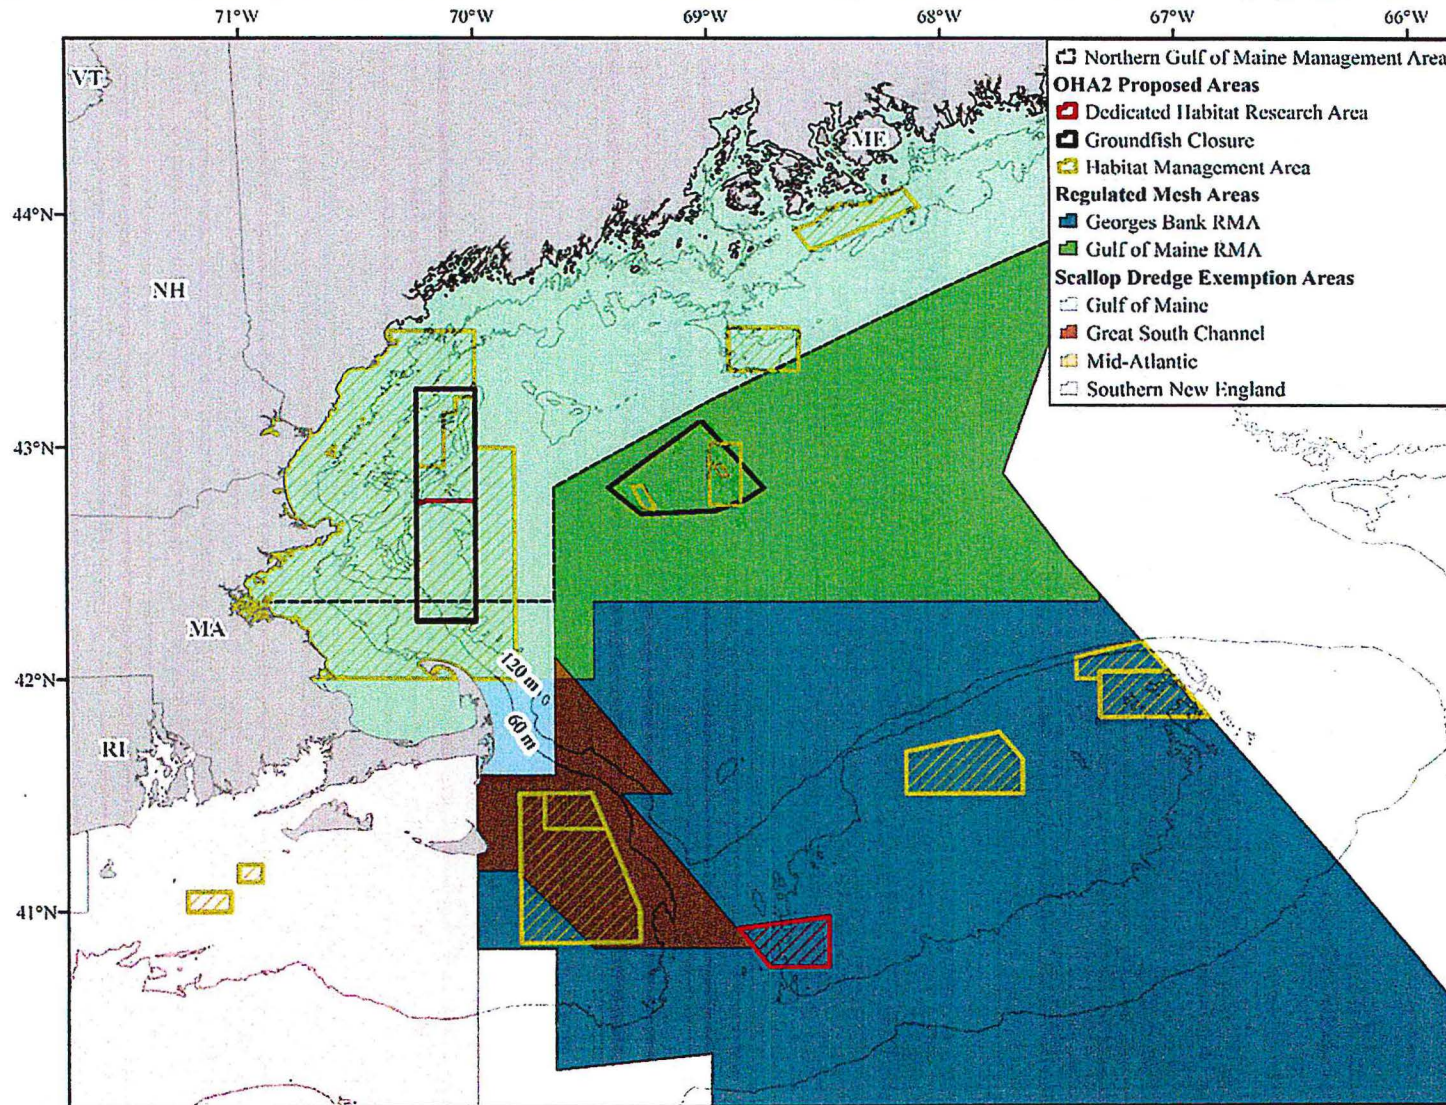 71°W 70°W 69°W 68°W 67°W 66°W
Northern Gulf of Maine Management Area
OHA2 Proposed Areas
Dedicated Habitat Research Area
Groundfish Closure
Habitat Management Area
Regulated Mesh Areas
Georges Bank RMA
Gulf of Maine RMA
Scallop Dredge Exemption Areas
Gulf of Maine
Great South Channel
Mid-Atlantic
Southern New England
VT
ME
44°N
NH
43°N
MA
42°N
120 m
60 m
RI
41°N